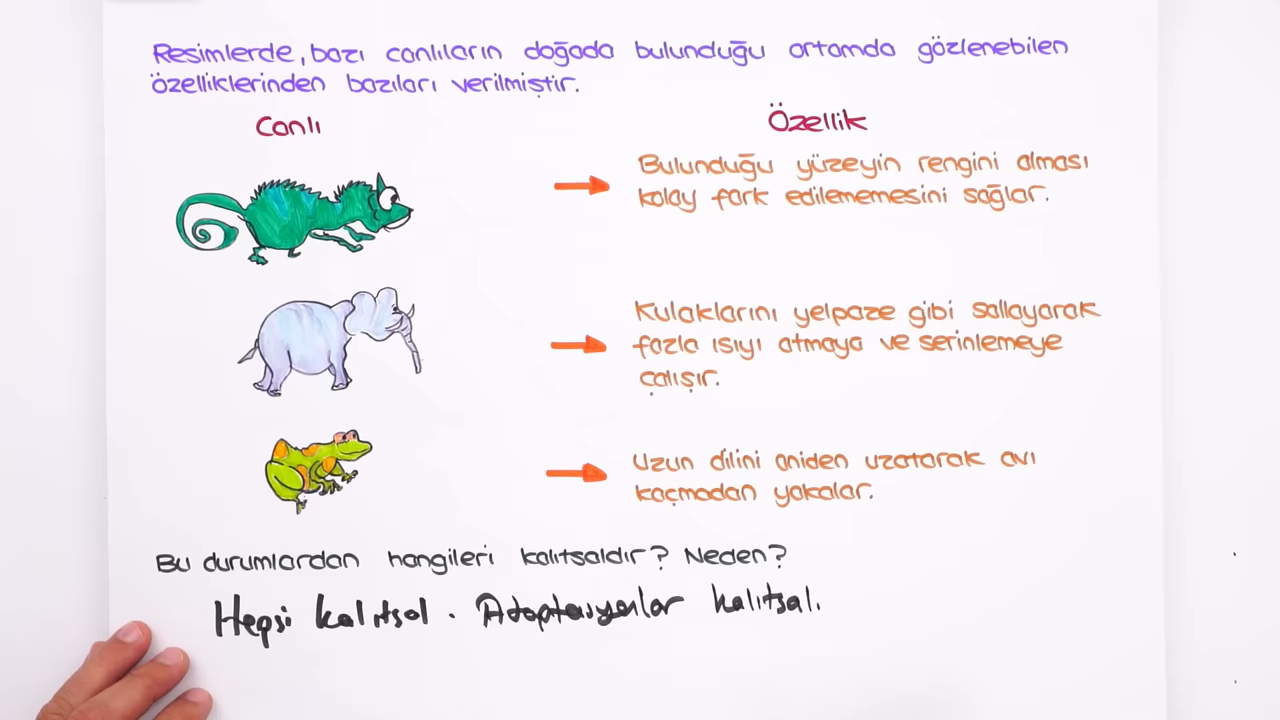 Resimlerde, bazı canlıların doğada bulunduğu ortamda gözlenebilen
özelliklerinden bazıları verilmiştir.
Canlı
Özellik
Bulunduğu yüzeyin rengini alması
kolay fark edilememesini sağlar.
Kulaklarını yelpaze gibi sallayarak
fazla ısıyı atmaya ve serinlemeye
çalışır.
Uzun dilini aniden uzatarak avı
kaçmadan yakalar.
Bu durumlardan hangileri kalıtsaldır? Neden?
Hepsi kalıtsal. Adaptasyonlar kalıtsal.